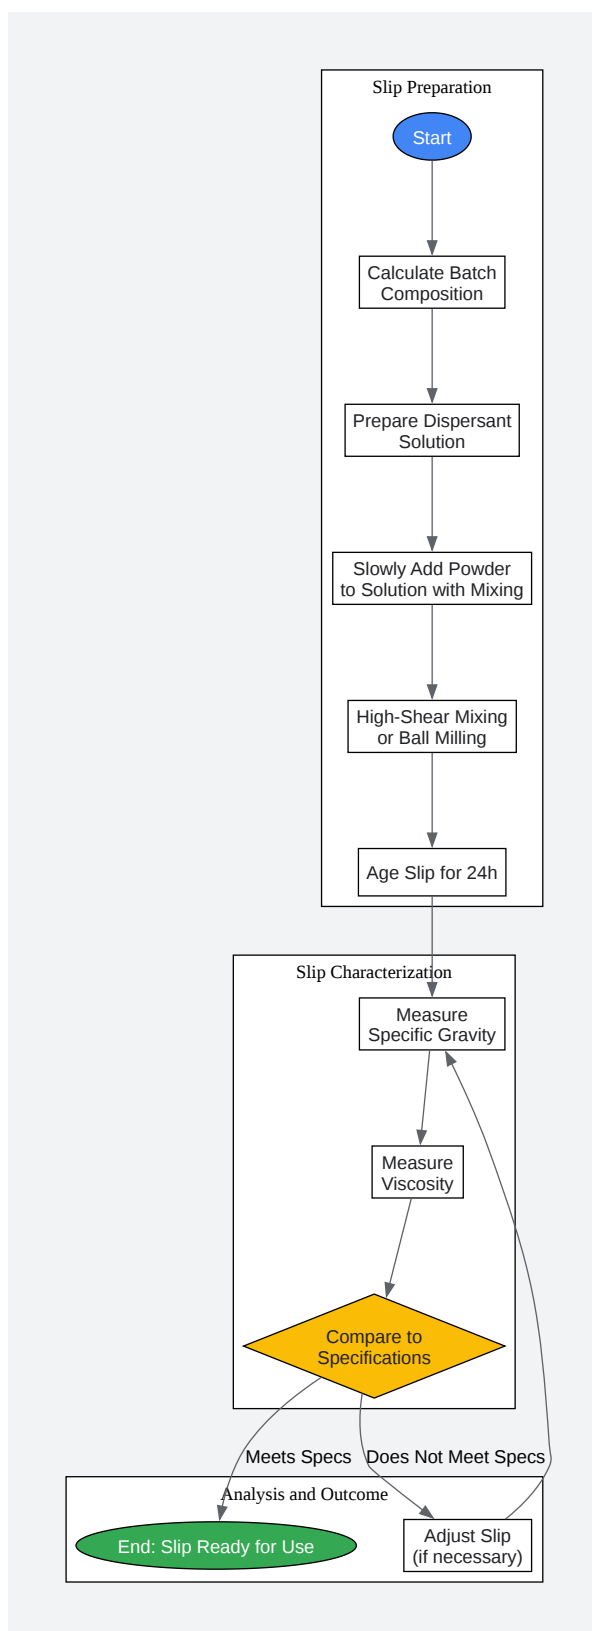 Slip Preparation
Start
Calculate Batch
Composition
Prepare Dispersant
Solution
Slowly Add Powder
to Solution with Mixing
High-Shear Mixing
or Ball Milling
Age Slip for 24h
Slip Characterization
Measure
Specific Gravity
Measure
Viscosity
Compare to
Specifications
Meets Specs
Does Not Meet Specs
Analysis and Outcome
End: Slip Ready for Use
Adjust Slip
(if necessary)